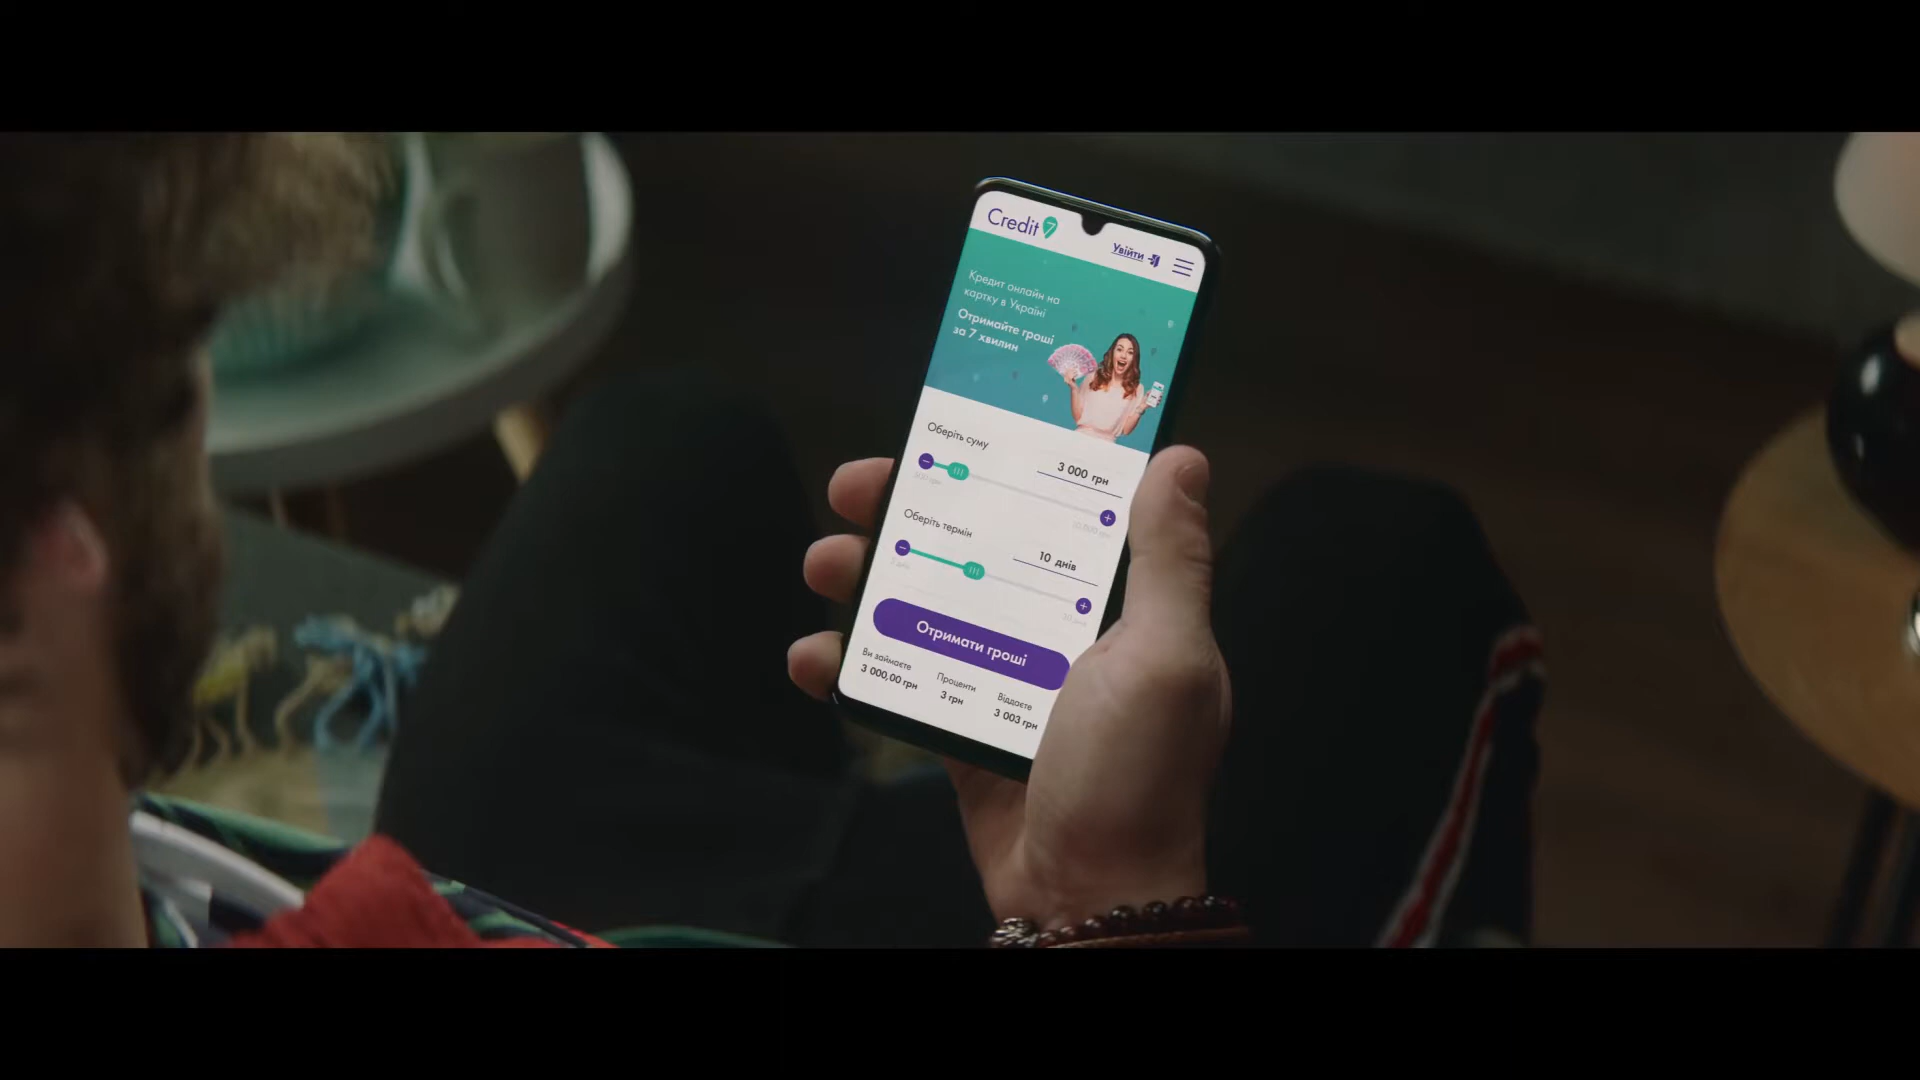 Credit7
Увійти
Кредит онлайн на
картку в Україні
Отримайте гроші
за 7 хвилин
Оберіть суму
3 000 грн
Оберіть термін
10 днів
Отримати гроші
Ви займаєте
3 000,00 грн
Проценти
3 грн
Віддаєте
3 003 грн